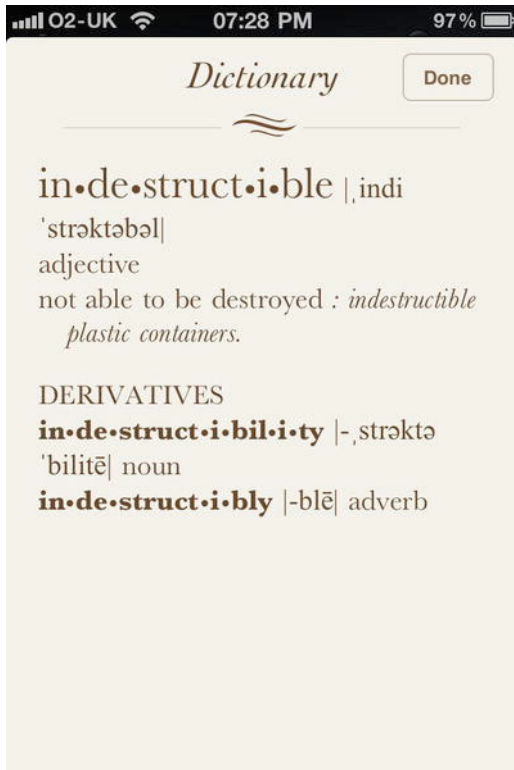 O2-UK 07:28 PM 97%
Dictionary Done
in•de•struct•i•ble |ˌindi
ˈstrəktəbəl|
adjective
not able to be destroyed : indestructible
plastic containers.
DERIVATIVES
in•de•struct•i•bil•i•ty |-ˌstrəktə
ˈbilitē| noun
in•de•struct•i•bly |-blē| adverb